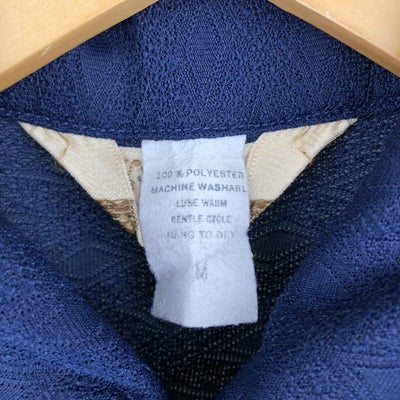 100 % POLYESTER
MACHINE WASHABL
LUKE WARM
GENTLE CYCLE
HANG TO DRY
M